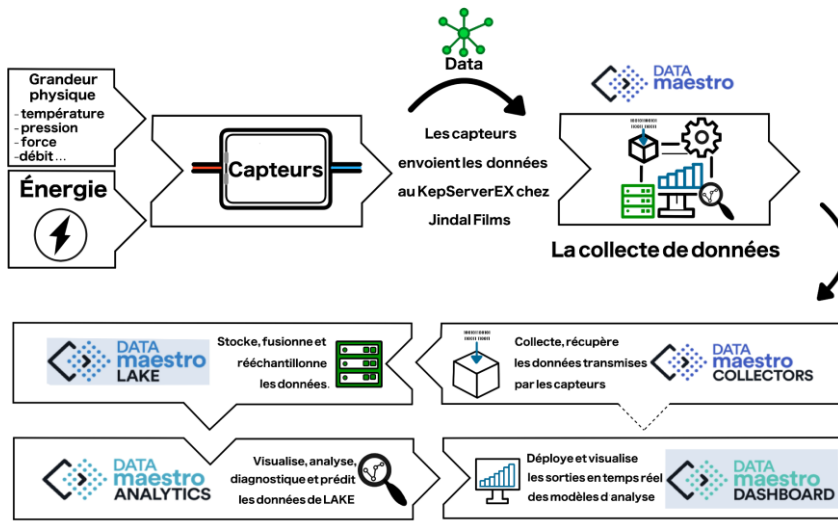 Grandeur
physique
- température
- pression
- force
- débit ...
Énergie
Capteurs
Data
Les capteurs
envoient les données
au KepServerEX chez
Jindal Films
DATA
maestro
La collecte de données
DATA
maestro
LAKE
Stocke, fusionne et
rééchantillonne
les données.
Collecte, récupère
les données transmises
par les capteurs
DATA
maestro
COLLECTORS
DATA
maestro
ANALYTICS
Visualise, analyse,
diagnostique et prédit
les données de LAKE
Déploye et visualise
les sorties en temps réel
des modèles d analyse
DATA
maestro
DASHBOARD